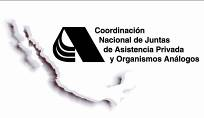 Coordinación
Nacional de Juntas
de Asistencia Privada
y Organismos Análogos